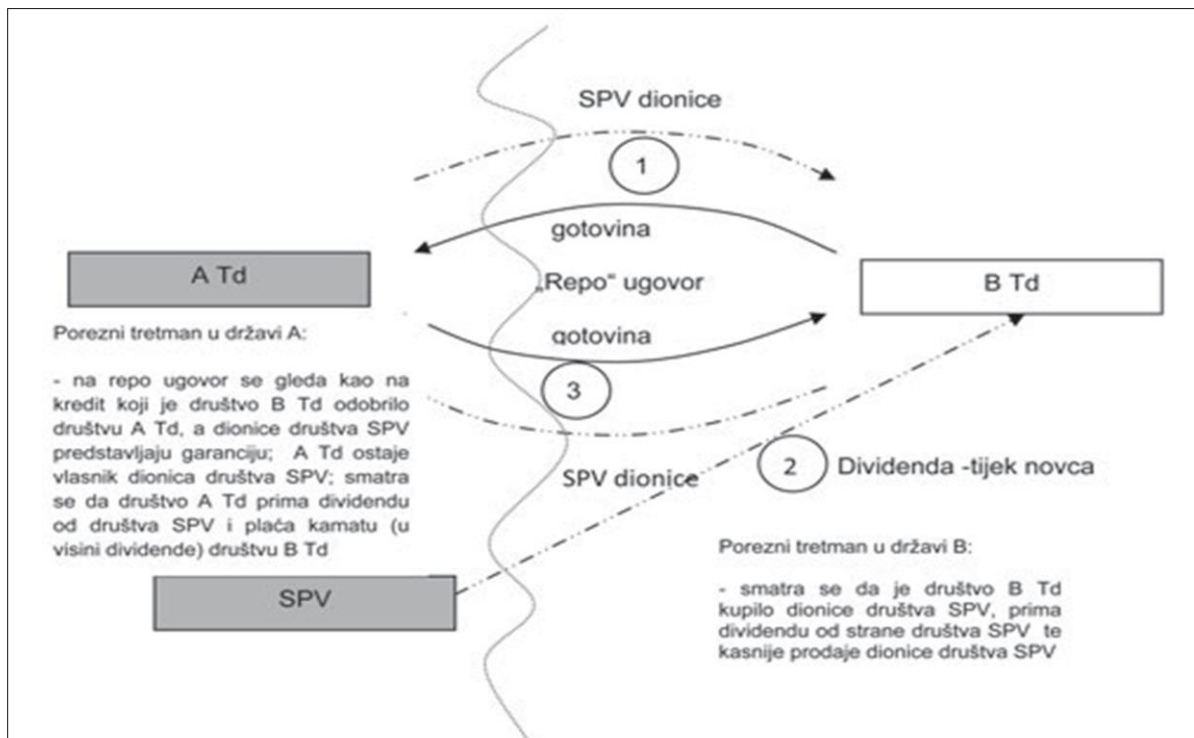 SPV dionice
1
gotovina
A Td
„Repo“ ugovor
B Td
Porezni tretman u državi A:
gotovina
- na repo ugovor se gleda kao na
kredit koji je društvo B Td odobrilo
društvu A Td, a dionice društva SPV
predstavljaju garanciju; A Td ostaje
vlasnik dionica društva SPV; smatra
se da društvo A Td prima dividendu
od društva SPV i plaća kamatu (u
visini dividende) društvu B Td
3
2
Dividenda -tijek novca
SPV dionice
SPV
Porezni tretman u državi B:
- smatra se da je društvo B Td
kupilo dionice društva SPV, prima
dividendu od strane društva SPV te
kasnije prodaje dionice društva SPV